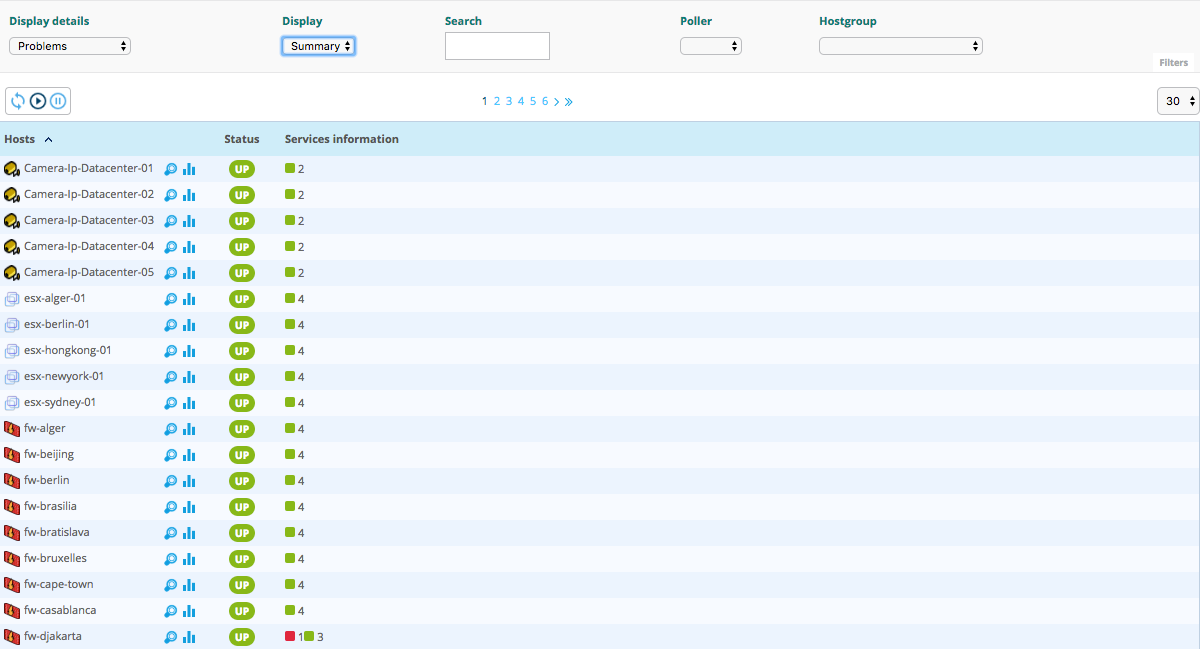 Display details Display Search Poller Hostgroup
Problems Summary
Filters
1 2 3 4 5 6 30
Hosts Status Services information
Camera-Ip-Datacenter-01 UP 2
Camera-Ip-Datacenter-02 UP 2
Camera-Ip-Datacenter-03 UP 2
Camera-Ip-Datacenter-04 UP 2
Camera-Ip-Datacenter-05 UP 2
esx-alger-01 UP 4
esx-berlin-01 UP 4
esx-hongkong-01 UP 4
esx-newyork-01 UP 4
esx-sydney-01 UP 4
fw-alger UP 4
fw-beijing UP 4
fw-berlin UP 4
fw-brasilia UP 4
fw-bratislava UP 4
fw-bruxelles UP 4
fw-cape-town UP 4
fw-casablanca UP 4
fw-djakarta UP 1 3